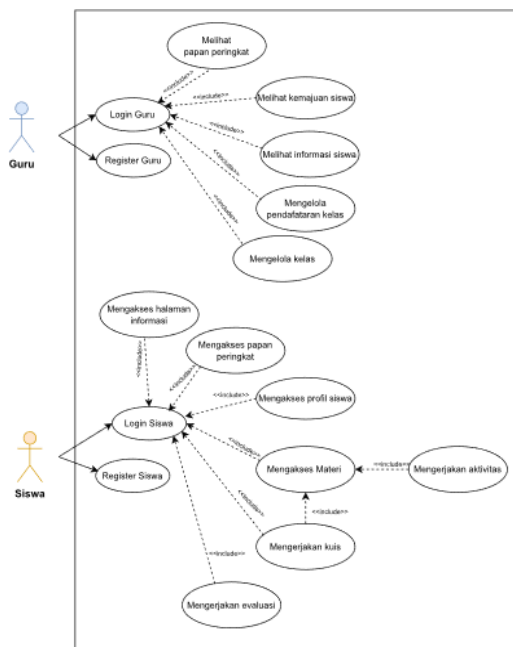 Melihat
papan peringkat
<<include>>
Login Guru
<<include>>
Melihat kemajuan siswa
<<include>>
Guru
Register Guru
Melihat informasi siswa
<<include>>
<<include>>
Mengelola
pendafataran kelas
Mengelola kelas
Mengakses halaman
informasi
<<include>>
Mengakses papan
peringkat
<<include>>
Login Siswa
<<include>>
Mengakses profil siswa
<<include>>
Siswa
Register Siswa
Mengakses Materi
<<include>>
Mengerjakan aktivitas
<<include>>
<<include>>
Mengerjakan kuis
<<include>>
Mengerjakan evaluasi